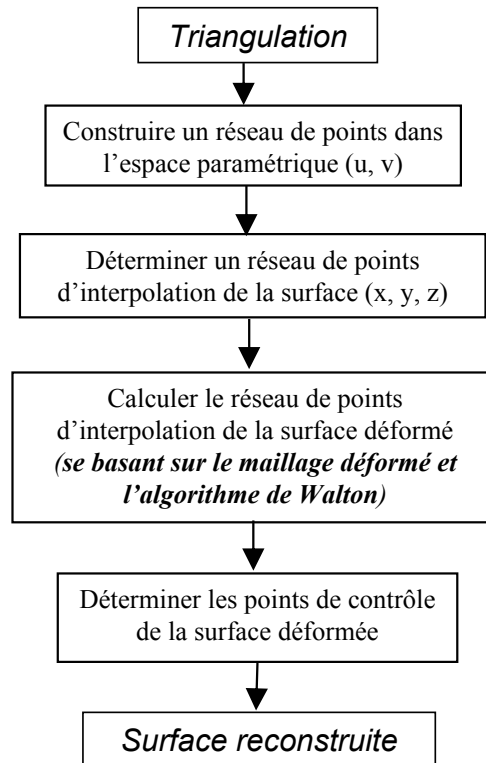 Triangulation
Construire un réseau de points dans
l'espace paramétrique (u, v)
Déterminer un réseau de points
d'interpolation de la surface (x, y, z)
Calculer le réseau de points
d'interpolation de la surface déformé
(se basant sur le maillage déformé et
l'algorithme de Walton)
Déterminer les points de contrôle
de la surface déformée
Surface reconstruite